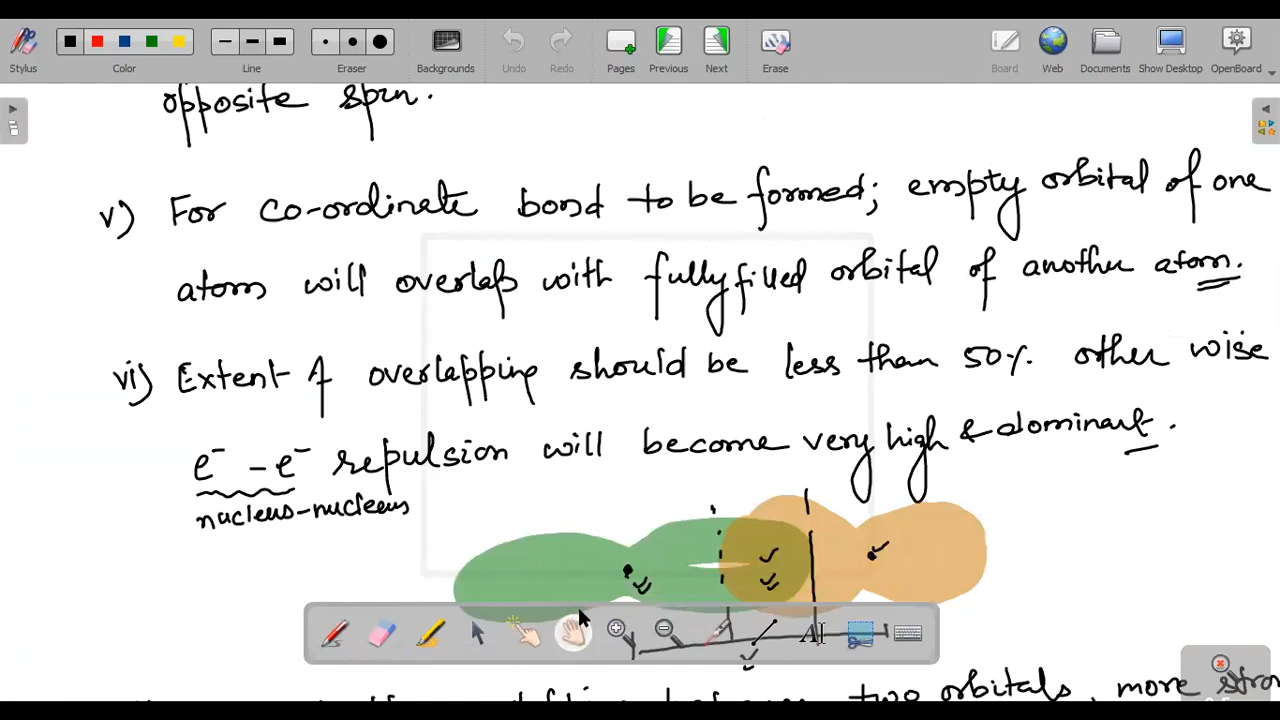 Stylus
Color
Line
Eraser
Backgrounds
Undo
Redo
Pages
Previous
Next
Erase
Board
Web
Documents
Show Desktop
OpenBoard
opposite spin.
v) For co-ordinate bond to be formed; empty orbital of one
atom will overlap with fullyfilled orbital of another atom.
vi) Extent of overlapping should be less than 50% other wise
e⁻ - e⁻ repulsion will become very high & dominant.
nucleus-nucleus
two orbitals, more